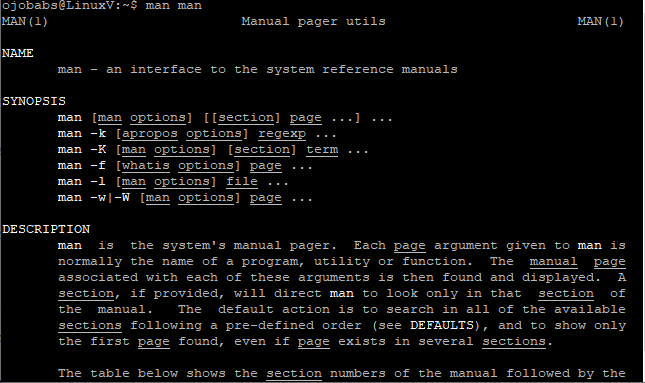 ojobabs@LinuxV:~$ man man
MAN(1) Manual pager utils MAN(1)
NAME
man - an interface to the system reference manuals
SYNOPSIS
man [man options] [[section] page ...] ...
man -k [apropos options] regexp ...
man -K [man options] [section] term ...
man -f [whatis options] page ...
man -l [man options] file ...
man -w|-W [man options] page ...
DESCRIPTION
man is the system's manual pager. Each page argument given to man is
normally the name of a program, utility or function. The manual page
associated with each of these arguments is then found and displayed. A
section, if provided, will direct man to look only in that section of
the manual. The default action is to search in all of the available
sections following a pre-defined order (see DEFAULTS), and to show only
the first page found, even if page exists in several sections.
The table below shows the section numbers of the manual followed by the